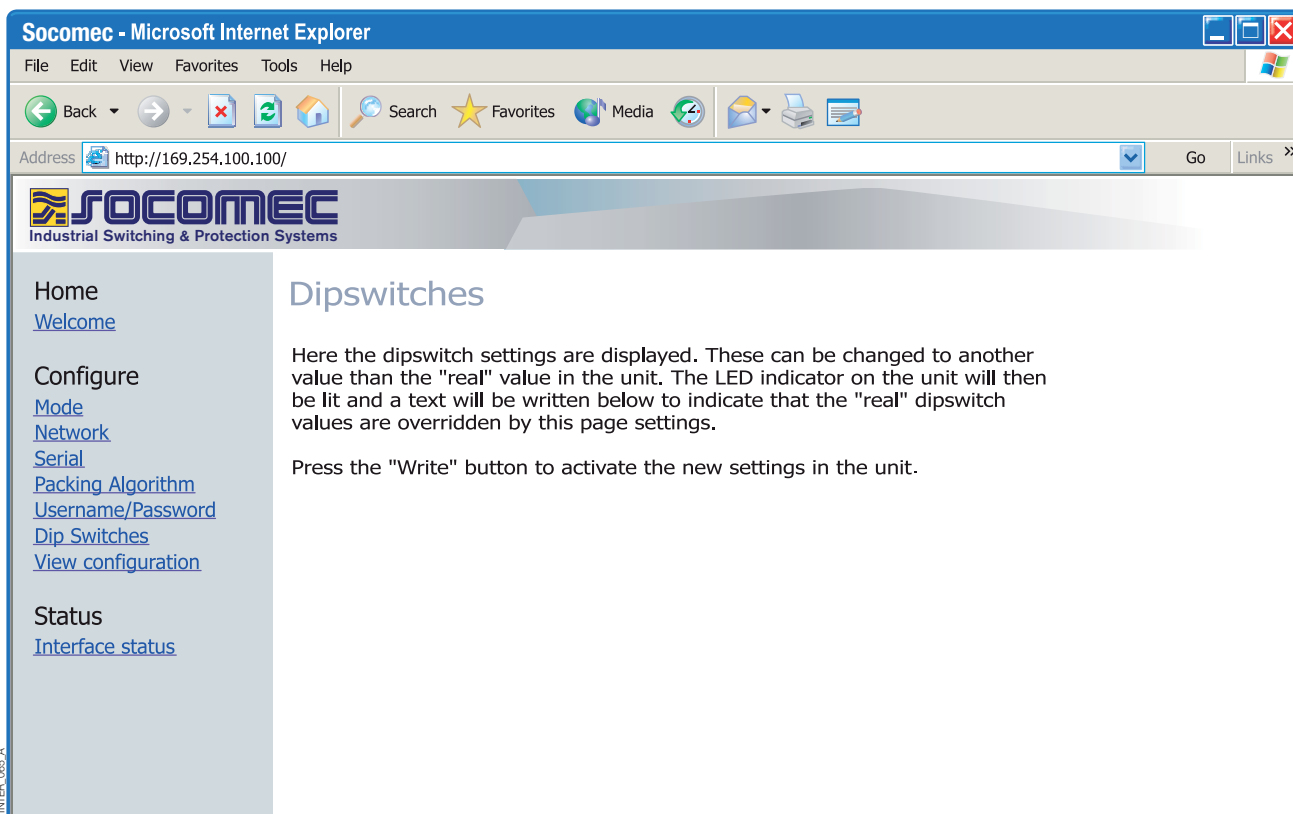 Socomec - Microsoft Internet Explorer
File Edit View Favorites Tools Help
Back Search Favorites Media
Address http://169.254.100.100/ Go Links »
SOCOMEC
Industrial Switching & Protection Systems
Home
Welcome
Configure
Mode
Network
Serial
Packing Algorithm
Username/Password
Dip Switches
View configuration
Status
Interface status
Dipswitches
Here the dipswitch settings are displayed. These can be changed to another
value than the "real" value in the unit. The LED indicator on the unit will then
be lit and a text will be written below to indicate that the "real" dipswitch
values are overridden by this page settings.
Press the "Write" button to activate the new settings in the unit.